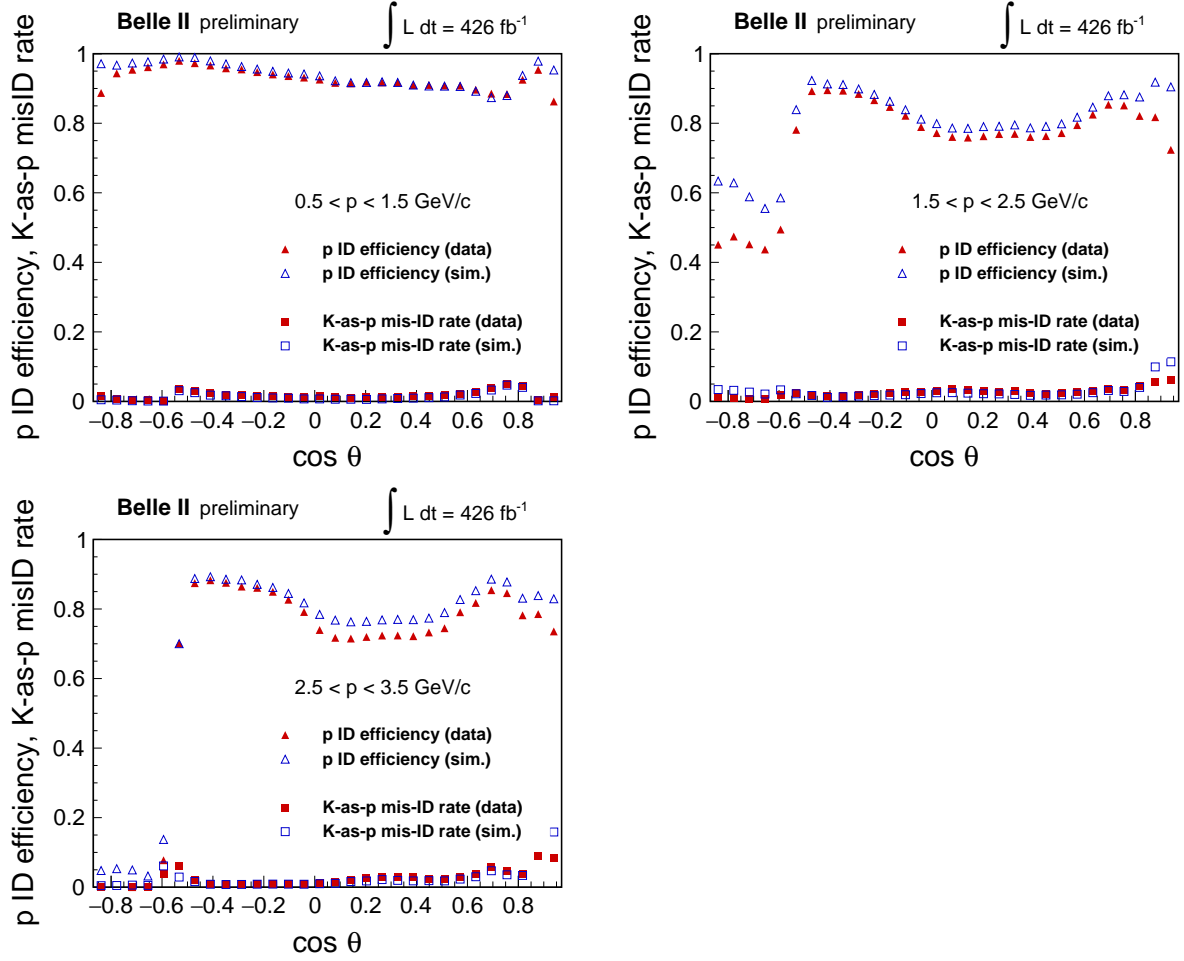 Belle II preliminary ∫ L dt = 426 fb⁻¹
p ID efficiency, K-as-p misID rate
1
0.8
0.6
0.4
0.2
0
0.5 < p < 1.5 GeV/c
p ID efficiency (data)
p ID efficiency (sim.)
K-as-p mis-ID rate (data)
K-as-p mis-ID rate (sim.)
−0.8 −0.6 −0.4 −0.2 0 0.2 0.4 0.6 0.8
cos θ
Belle II preliminary ∫ L dt = 426 fb⁻¹
p ID efficiency, K-as-p misID rate
1
0.8
0.6
0.4
0.2
0
1.5 < p < 2.5 GeV/c
p ID efficiency (data)
p ID efficiency (sim.)
K-as-p mis-ID rate (data)
K-as-p mis-ID rate (sim.)
−0.8 −0.6 −0.4 −0.2 0 0.2 0.4 0.6 0.8
cos θ
Belle II preliminary ∫ L dt = 426 fb⁻¹
p ID efficiency, K-as-p misID rate
1
0.8
0.6
0.4
0.2
0
2.5 < p < 3.5 GeV/c
p ID efficiency (data)
p ID efficiency (sim.)
K-as-p mis-ID rate (data)
K-as-p mis-ID rate (sim.)
−0.8 −0.6 −0.4 −0.2 0 0.2 0.4 0.6 0.8
cos θ